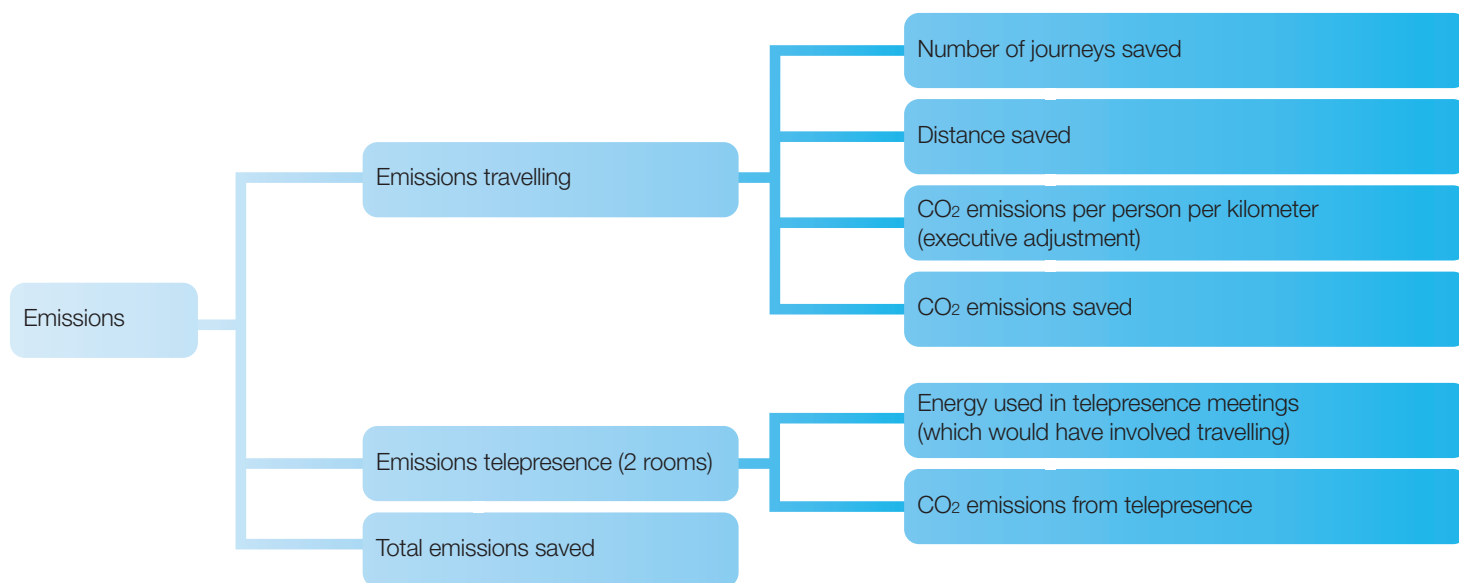 Emissions
Emissions travelling
Number of journeys saved
Distance saved
CO₂ emissions per person per kilometer
(executive adjustment)
CO₂ emissions saved
Emissions telepresence (2 rooms)
Energy used in telepresence meetings
(which would have involved travelling)
CO₂ emissions from telepresence
Total emissions saved